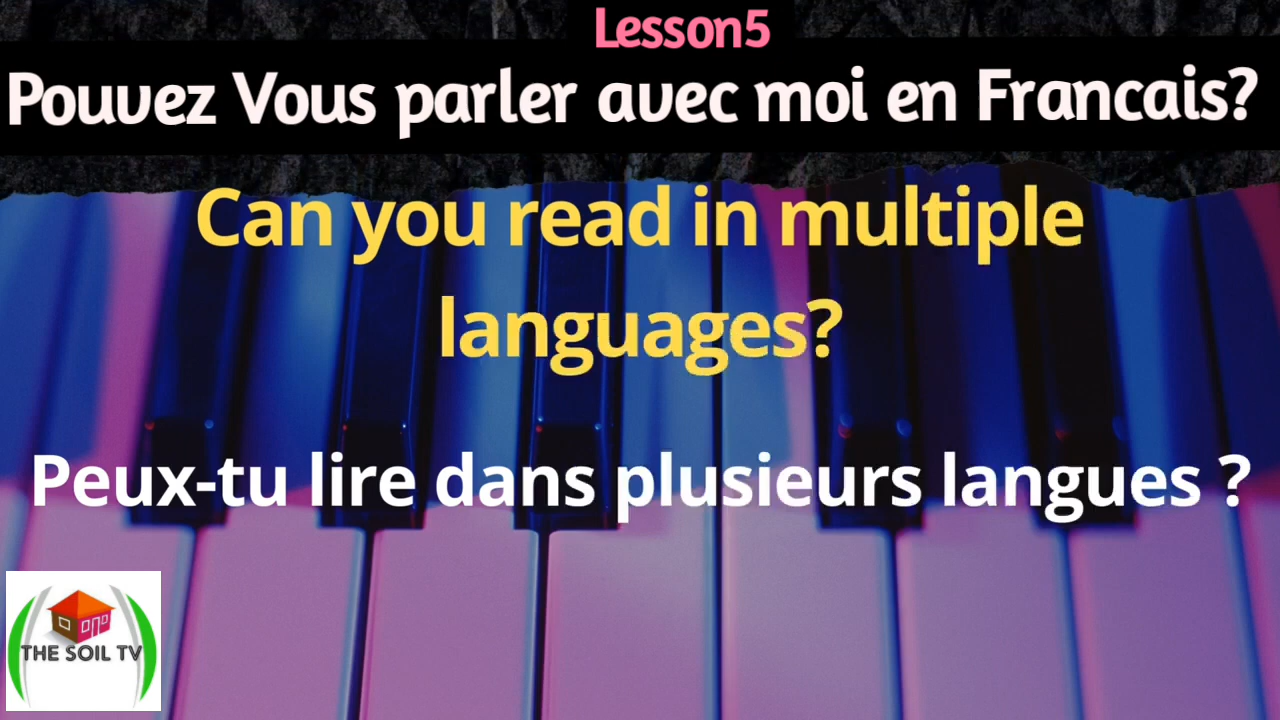 Lesson5
Pouvez Vous parler avec moi en Francais?
Can you read in multiple
languages?
Peux-tu lire dans plusieurs langues ?
THE SOIL TV